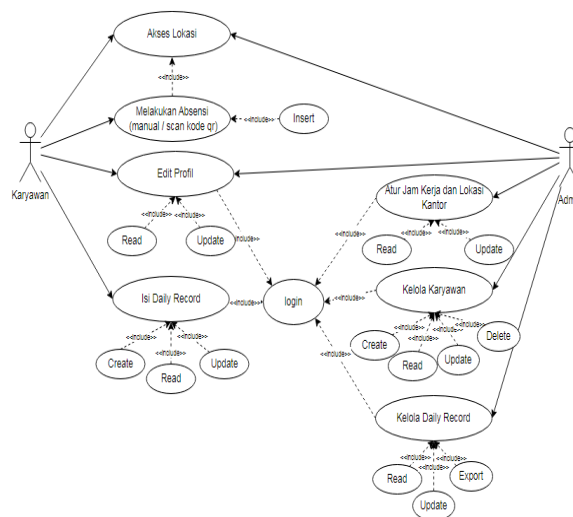 Akses Lokasi
<<include>>
Melakukan Absensi
(manual / scan kode qr)
<<include>>
Insert
Karyawan
Edit Profil
Atur Jam Kerja dan Lokasi
Kantor
Adm
<<include>>
<<include>>
Read
Update
<<include>>
<<include>>
<<include>>
<<include>>
Read
Update
Isi Daily Record
<<include>>
login
<<include>>
Kelola Karyawan
<<include>>
<<include>>
<<include>>
Create
Read
Update
<<include>>
<<include>>
<<include>>
<<include>>
Create
Read
Update
Delete
<<include>>
Kelola Daily Record
<<include>>
<<include>>
<<include>>
Read
Update
Export